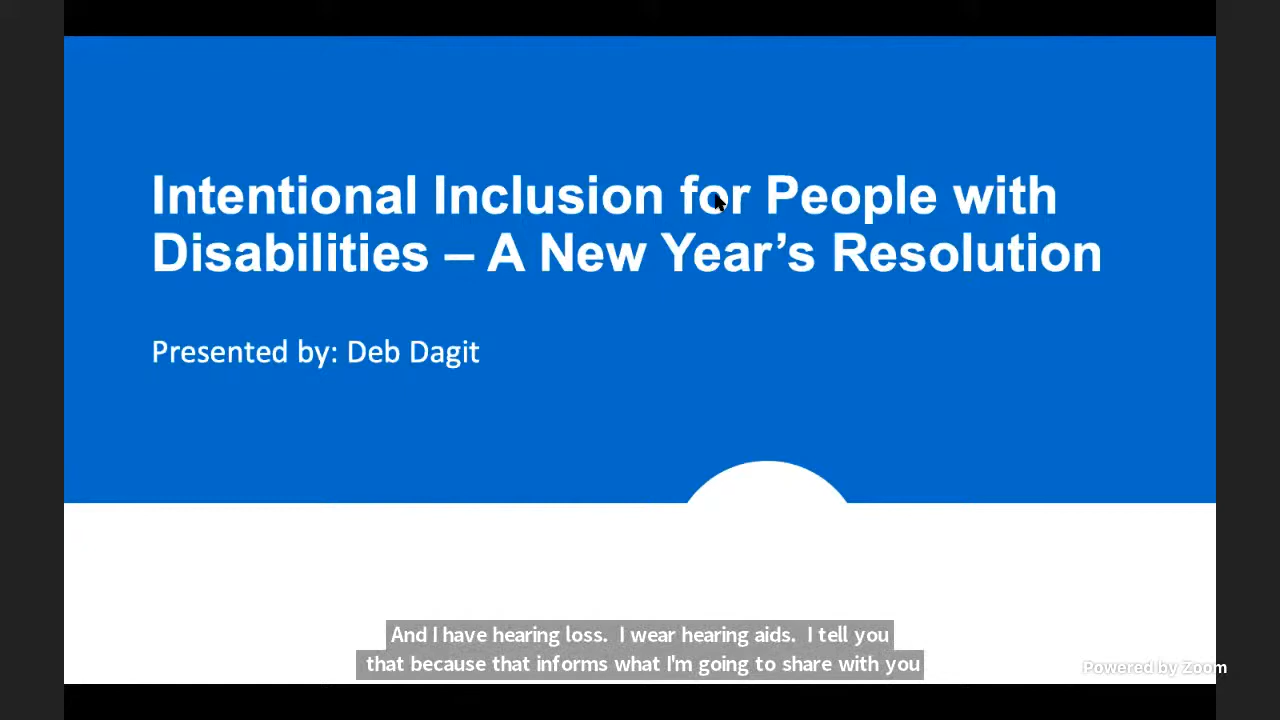 Intentional Inclusion for People with
Disabilities – A New Year’s Resolution
Presented by: Deb Dagit
And I have hearing loss.  I wear hearing aids.  I tell you
that because that informs what I'm going to share with you
Powered by Zoom